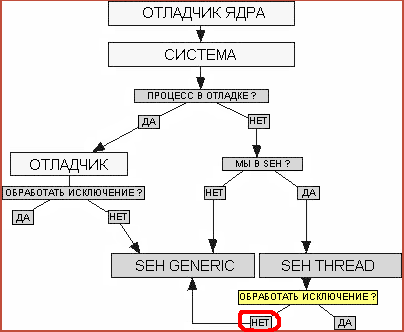 ОТЛАДЧИК ЯДРА
СИСТЕМА
ПРОЦЕСС В ОТЛАДКЕ ?
ДА
НЕТ
ОТЛАДЧИК
МЫ В SEH ?
ОБРАБОТАТЬ ИСКЛЮЧЕНИЕ ?
НЕТ
ДА
ДА
НЕТ
SEH GENERIC
SEH THREAD
ОБРАБОТАТЬ ИСКЛЮЧЕНИЕ ?
НЕТ
ДА